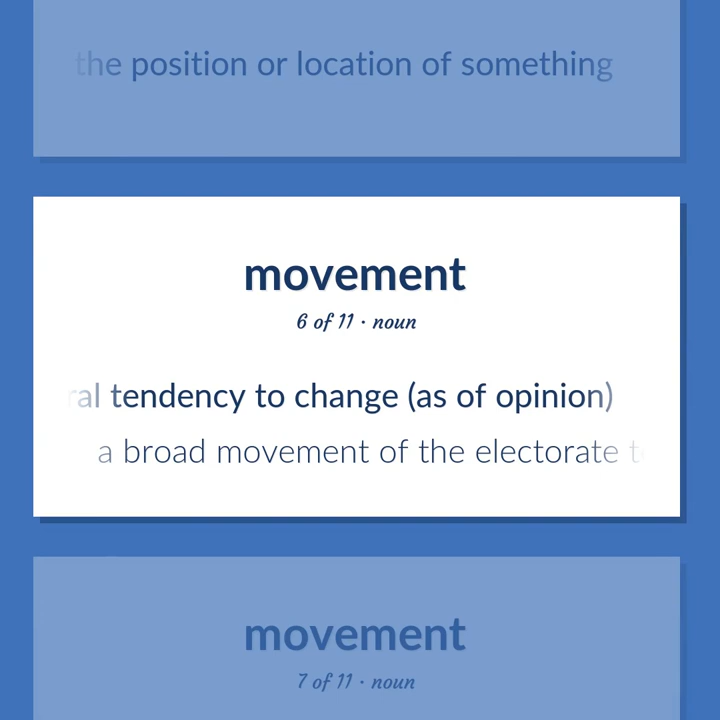 the position or location of something
movement
6 of 11 · noun
tendency to change (as of opinion)
a broad movement of the electorate
movement
7 of 11 · noun